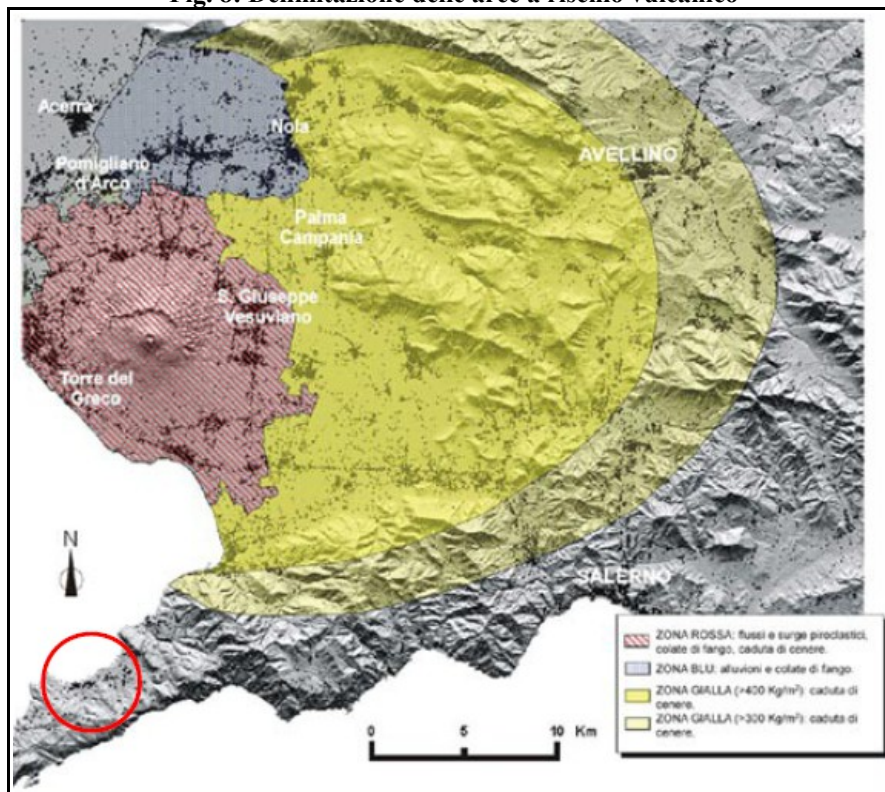 Fig. 8: Delimitazione delle aree a rischio vulcanico
Acerra
Nola
AVELLINO
Pomigliano
d'Arco
Palma
Campania
S. Giuseppe
Vesuviano
Torre del
Greco
N
SALERNO
ZONA ROSSA: flussi e surge piroclastici,
colate di fango, caduta di cenere.
ZONA BLU: alluvioni e colate di fango.
ZONA GIALLA (>400 Kg/m²): caduta di
cenere.
ZONA GIALLA (>300 Kg/m²): caduta di
cenere.
0 5 10 Km